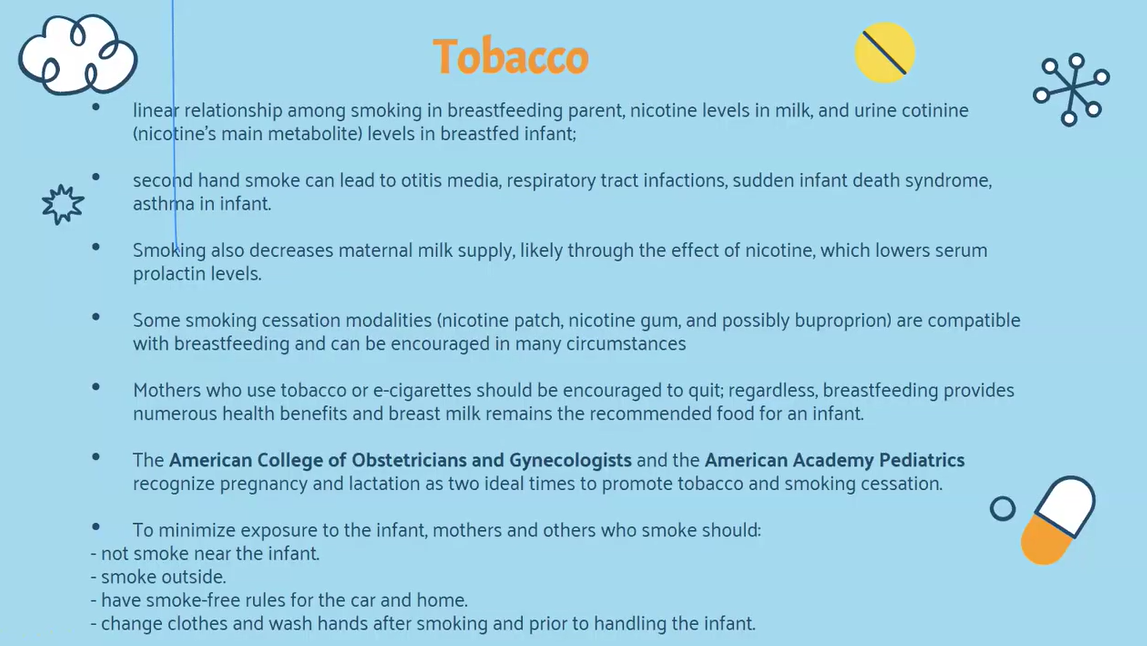 Tobacco
• linear relationship among smoking in breastfeeding parent, nicotine levels in milk, and urine cotinine
(nicotine's main metabolite) levels in breastfed infant;
• second hand smoke can lead to otitis media, respiratory tract infactions, sudden infant death syndrome,
asthma in infant.
• Smoking also decreases maternal milk supply, likely through the effect of nicotine, which lowers serum
prolactin levels.
• Some smoking cessation modalities (nicotine patch, nicotine gum, and possibly buproprion) are compatible
with breastfeeding and can be encouraged in many circumstances
• Mothers who use tobacco or e-cigarettes should be encouraged to quit; regardless, breastfeeding provides
numerous health benefits and breast milk remains the recommended food for an infant.
• The American College of Obstetricians and Gynecologists and the American Academy Pediatrics
recognize pregnancy and lactation as two ideal times to promote tobacco and smoking cessation.
• To minimize exposure to the infant, mothers and others who smoke should:
- not smoke near the infant.
- smoke outside.
- have smoke-free rules for the car and home.
- change clothes and wash hands after smoking and prior to handling the infant.